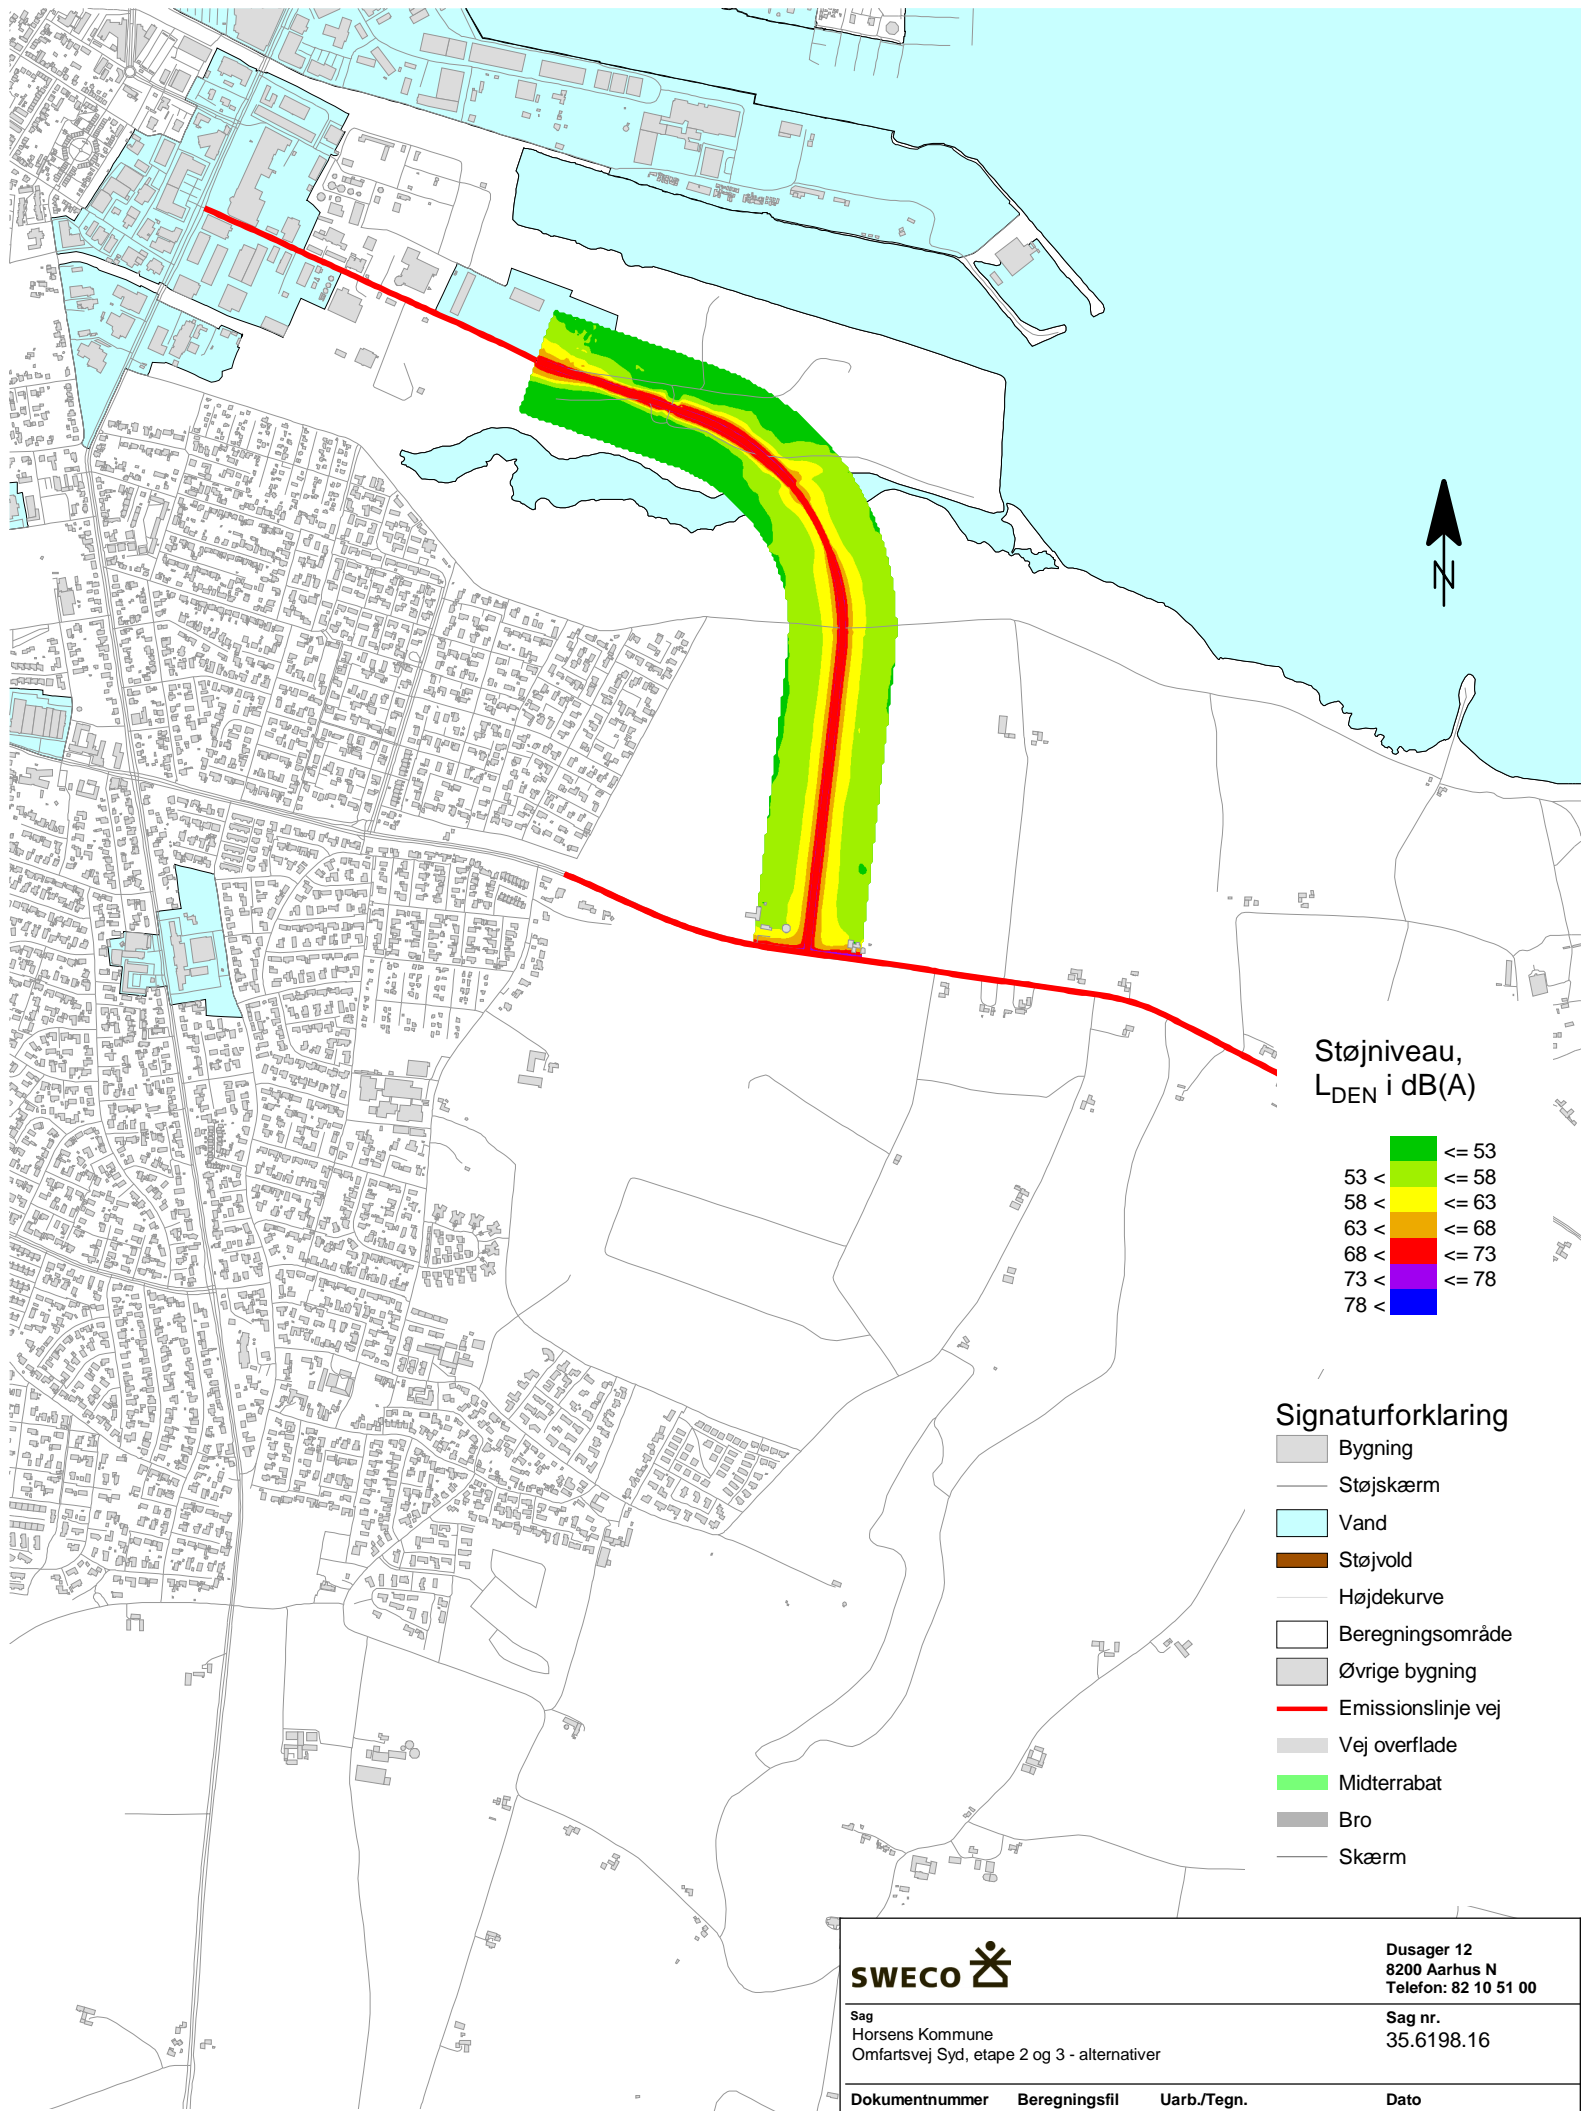 N
Støjniveau,
LDEN i dB(A)
<= 53
53 < <= 58
58 < <= 63
63 < <= 68
68 < <= 73
73 < <= 78
78 <
Signaturforklaring
Bygning
Støjskærm
Vand
Støjvold
Højdekurve
Beregningsområde
Øvrige bygning
Emissionslinje vej
Vej overflade
Midterrabat
Bro
Skærm
SWECO
Dusager 12
8200 Aarhus N
Telefon: 82 10 51 00
Sag
Horsens Kommune
Omfartsvej Syd, etape 2 og 3 - alternativer
Sag nr.
35.6198.16
Dokumentnummer Beregningsfil Uarb./Tegn. Dato